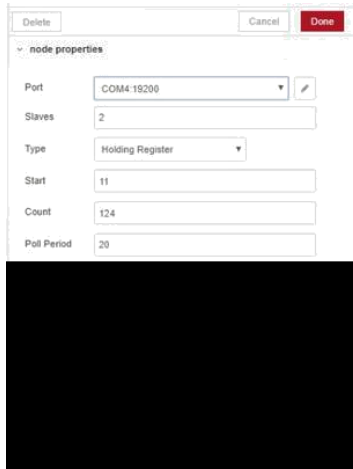 Delete Cancel Done
node properties
Port COM4:19200
Slaves 2
Type Holding Register
Start 11
Count 124
Poll Period 20